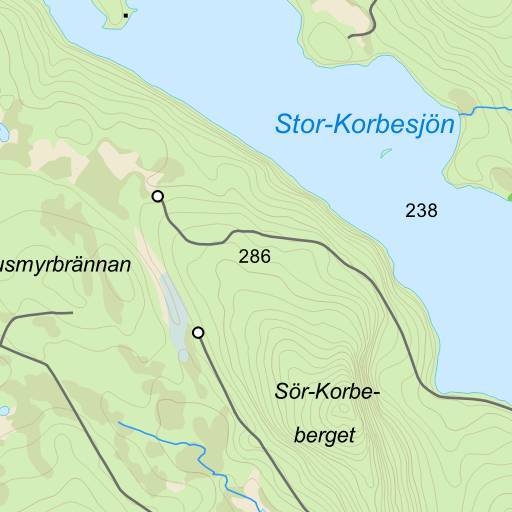 Stor-Korbesjön
238
286
usmyrbrännan
Sör-Korbe-
berget